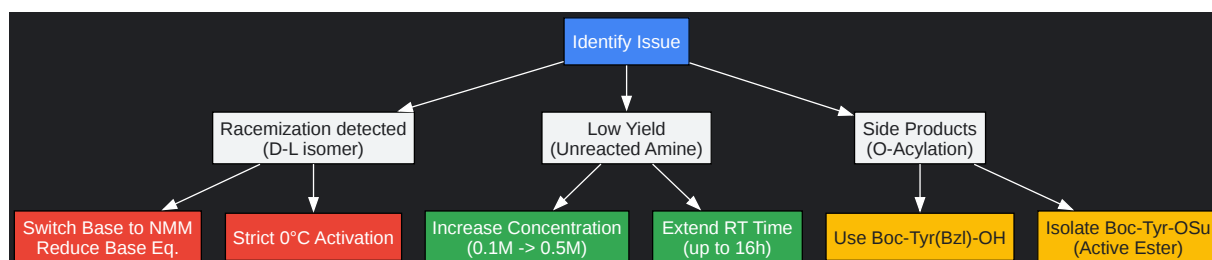 Identify Issue
Racemization detected
(D-L isomer)
Low Yield
(Unreacted Amine)
Side Products
(O-Acylation)
Switch Base to NMM
Reduce Base Eq.
Strict 0°C Activation
Increase Concentration
(0.1M -> 0.5M)
Extend RT Time
(up to 16h)
Use Boc-Tyr(Bzl)-OH
Isolate Boc-Tyr-OSu
(Active Ester)